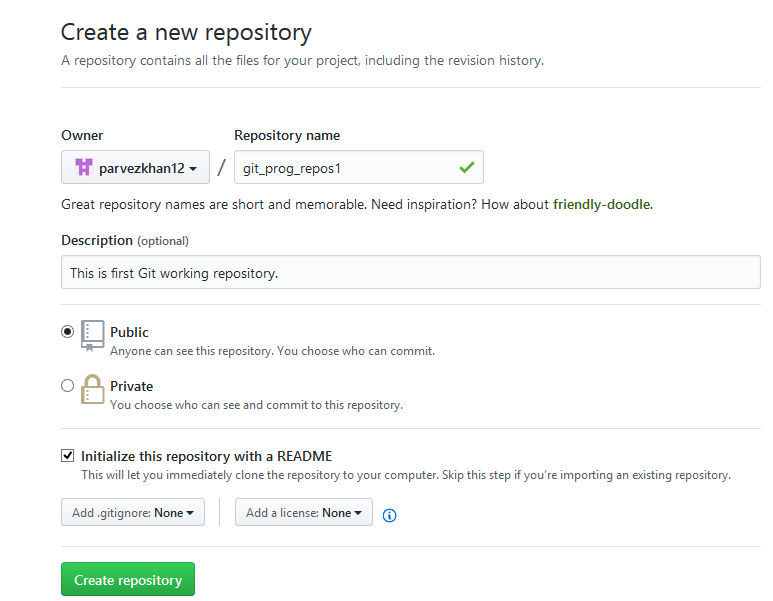 Create a new repository
A repository contains all the files for your project, including the revision history.
Owner Repository name
parvezkhan12 / git_prog_repos1
Great repository names are short and memorable. Need inspiration? How about friendly-doodle.
Description (optional)
This is first Git working repository.
Public
Anyone can see this repository. You choose who can commit.
Private
You choose who can see and commit to this repository.
Initialize this repository with a README
This will let you immediately clone the repository to your computer. Skip this step if you’re importing an existing repository.
Add .gitignore: None Add a license: None
Create repository